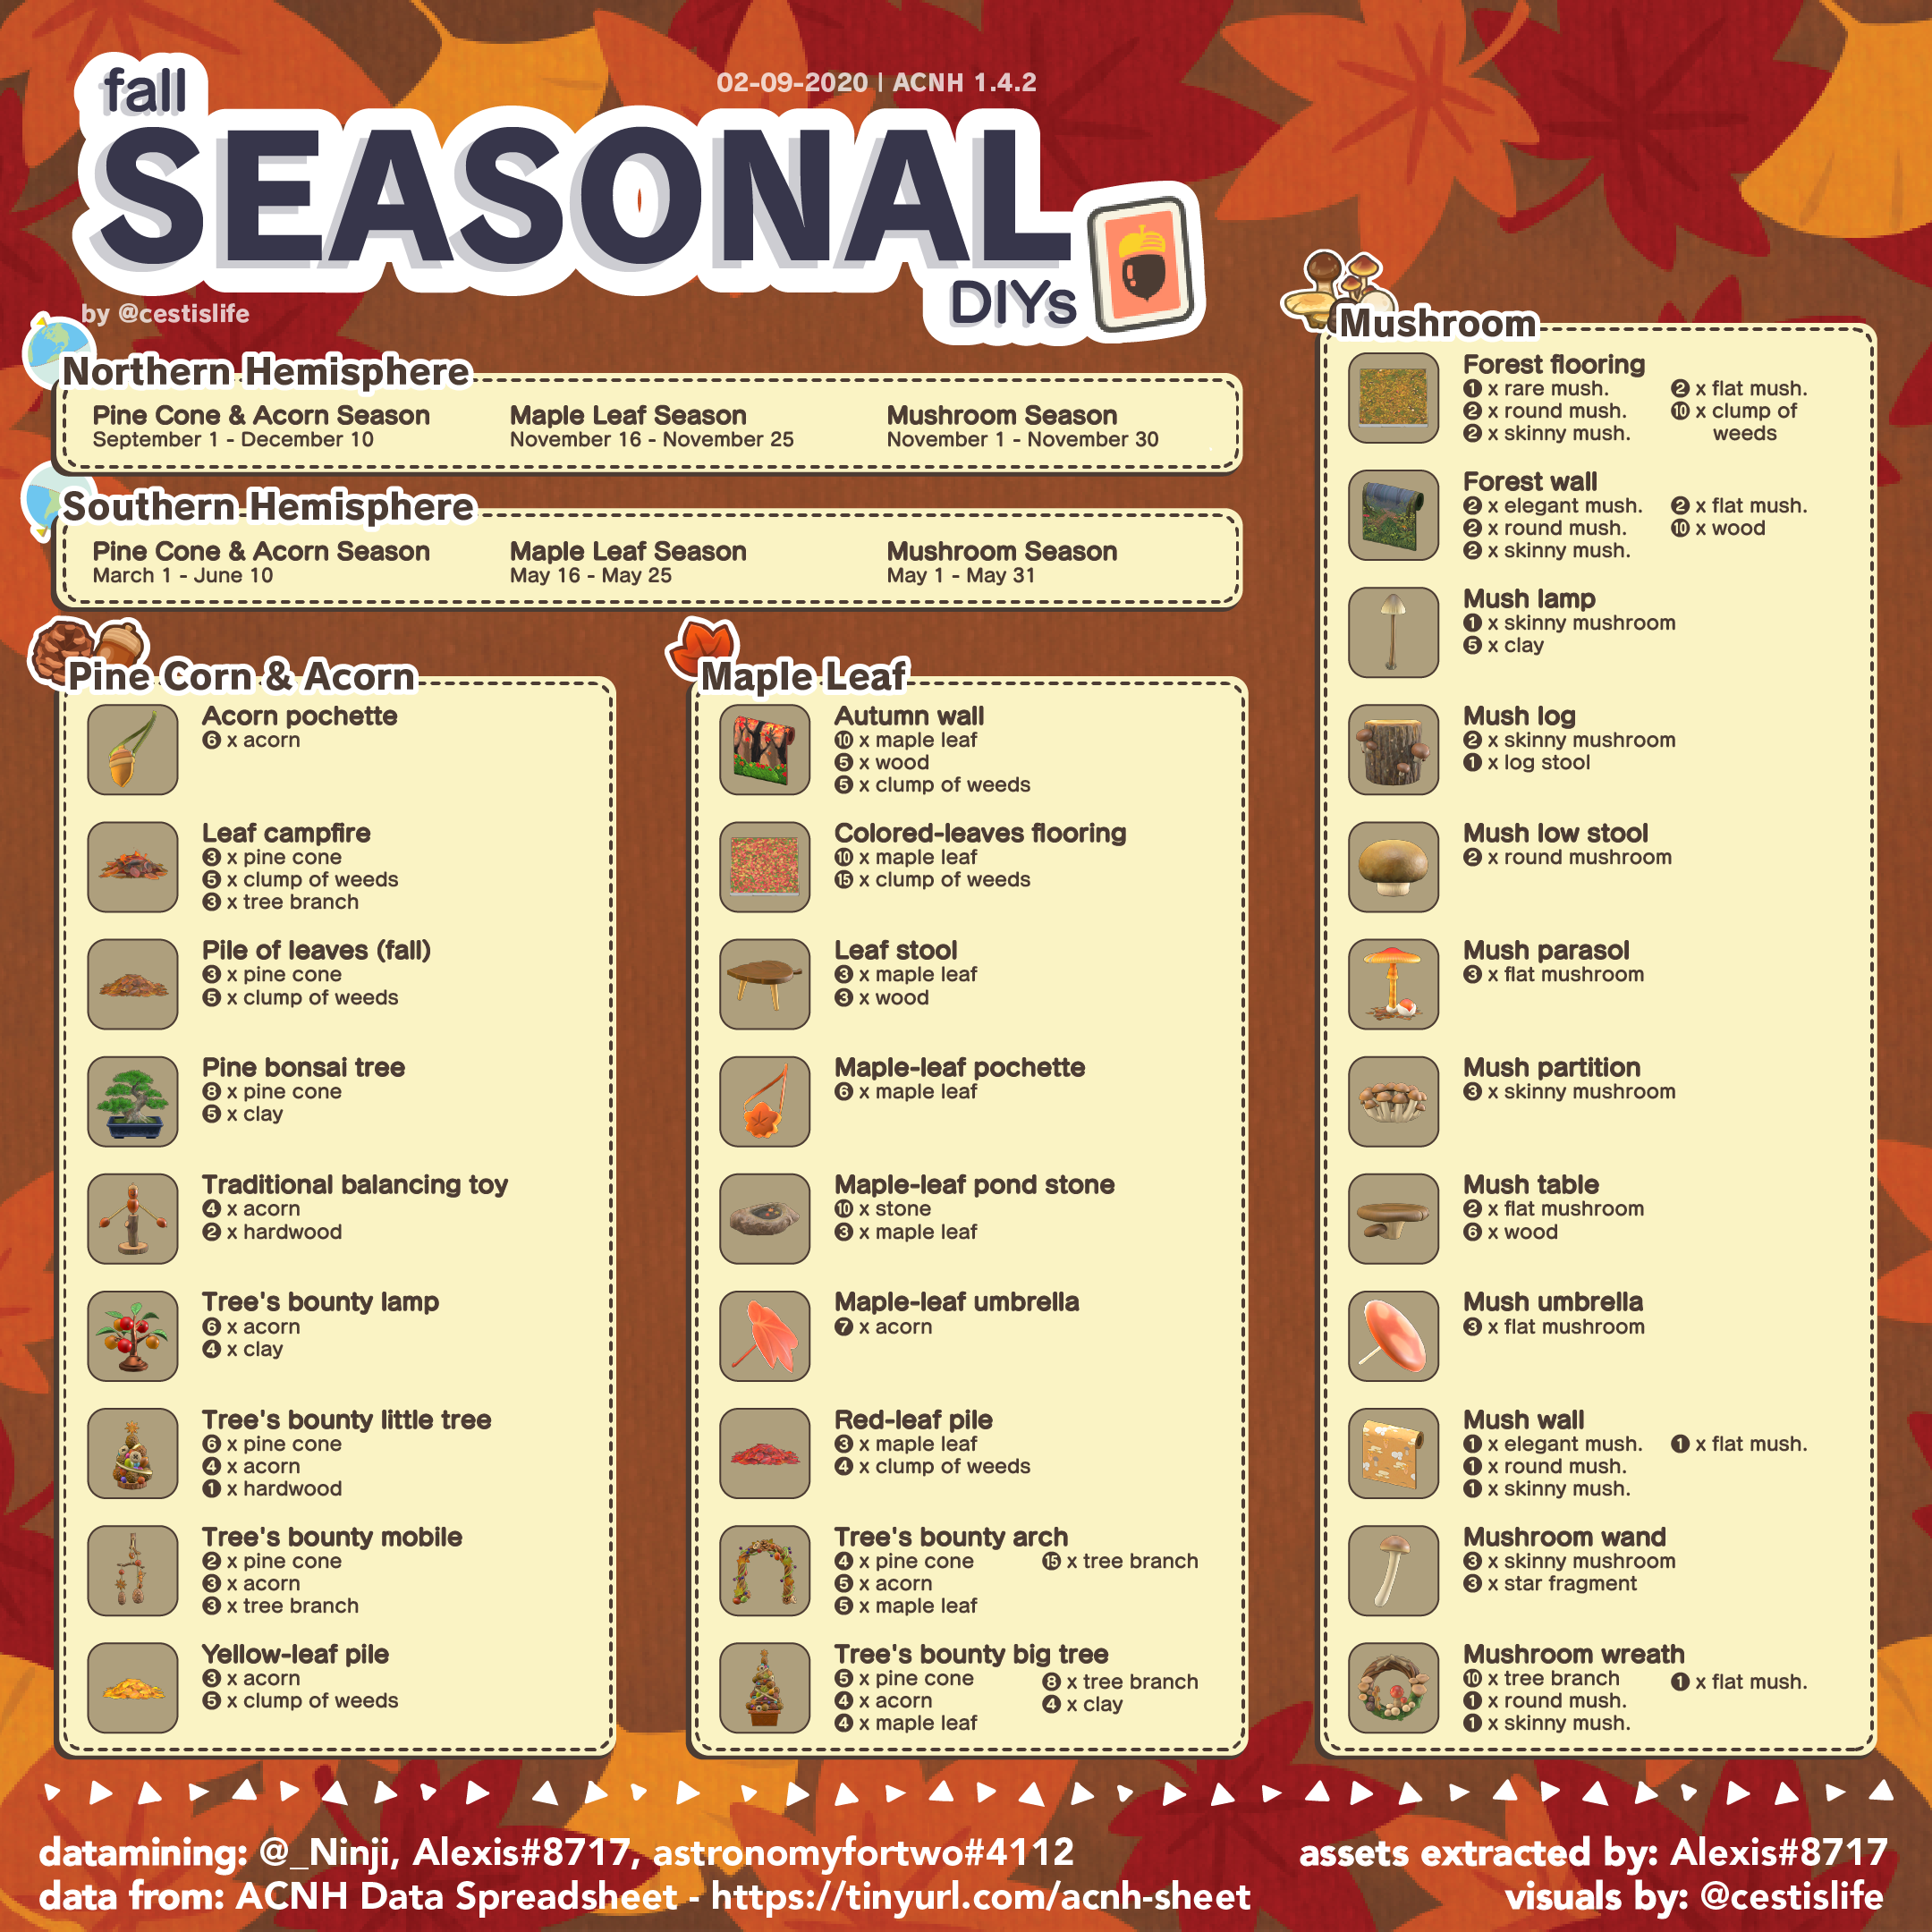 fall
02-09-2020 | ACNH 1.4.2
SEASONAL
DIYs
by @cestislife
Northern Hemisphere
Pine Cone & Acorn Season
September 1 - December 10
Maple Leaf Season
November 16 - November 25
Mushroom Season
November 1 - November 30
Southern Hemisphere
Pine Cone & Acorn Season
March 1 - June 10
Maple Leaf Season
May 16 - May 25
Mushroom Season
May 1 - May 31
Pine Corn & Acorn
Acorn pochette
6 x acorn
Leaf campfire
3 x pine cone
5 x clump of weeds
3 x tree branch
Pile of leaves (fall)
3 x pine cone
5 x clump of weeds
Pine bonsai tree
8 x pine cone
5 x clay
Traditional balancing toy
4 x acorn
2 x hardwood
Tree's bounty lamp
6 x acorn
4 x clay
Tree's bounty little tree
6 x pine cone
4 x acorn
1 x hardwood
Tree's bounty mobile
2 x pine cone
3 x acorn
3 x tree branch
Yellow-leaf pile
3 x acorn
5 x clump of weeds
Maple Leaf
Autumn wall
10 x maple leaf
5 x wood
5 x clump of weeds
Colored-leaves flooring
10 x maple leaf
15 x clump of weeds
Leaf stool
3 x maple leaf
3 x wood
Maple-leaf pochette
6 x maple leaf
Maple-leaf pond stone
10 x stone
3 x maple leaf
Maple-leaf umbrella
7 x acorn
Red-leaf pile
3 x maple leaf
4 x clump of weeds
Tree's bounty arch
4 x pine cone
5 x acorn
5 x maple leaf
15 x tree branch
Tree's bounty big tree
5 x pine cone
4 x acorn
4 x maple leaf
8 x tree branch
4 x clay
Mushroom
Forest flooring
1 x rare mush.
2 x round mush.
2 x skinny mush.
2 x flat mush.
10 x clump of
weeds
Forest wall
2 x elegant mush.
2 x round mush.
2 x skinny mush.
2 x flat mush.
10 x wood
Mush lamp
1 x skinny mushroom
5 x clay
Mush log
2 x skinny mushroom
1 x log stool
Mush low stool
2 x round mushroom
Mush parasol
3 x flat mushroom
Mush partition
3 x skinny mushroom
Mush table
2 x flat mushroom
6 x wood
Mush umbrella
3 x flat mushroom
Mush wall
1 x elegant mush.
1 x round mush.
1 x skinny mush.
1 x flat mush.
Mushroom wand
3 x skinny mushroom
3 x star fragment
Mushroom wreath
10 x tree branch
1 x round mush.
1 x skinny mush.
1 x flat mush.
datamining: @_Ninji, Alexis#8717, astronomyfortwo#4112
data from: ACNH Data Spreadsheet - https://tinyurl.com/acnh-sheet
assets extracted by: Alexis#8717
visuals by: @cestislife